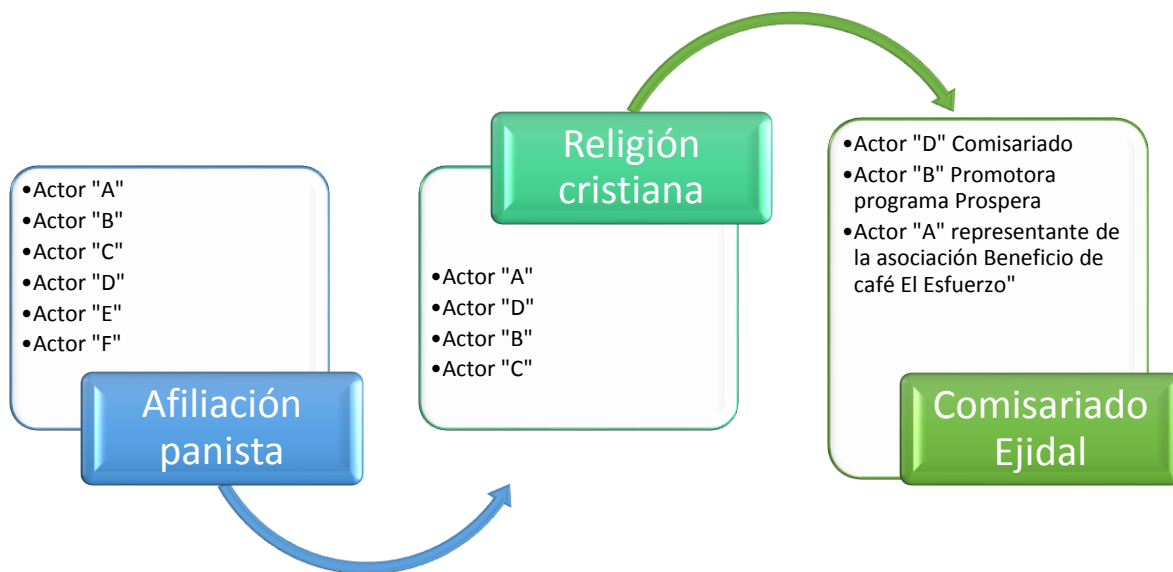 •Actor "A"
•Actor "B"
•Actor "C"
•Actor "D"
•Actor "E"
•Actor "F"
Afiliación
panista
Religión
cristiana
•Actor "A"
•Actor "D"
•Actor "B"
•Actor "C"
•Actor "D" Comisariado
•Actor "B" Promotora
programa Prospera
•Actor "A" representante de
la asociación Beneficio de
café El Esfuerzo"
Comisariado
Ejidal